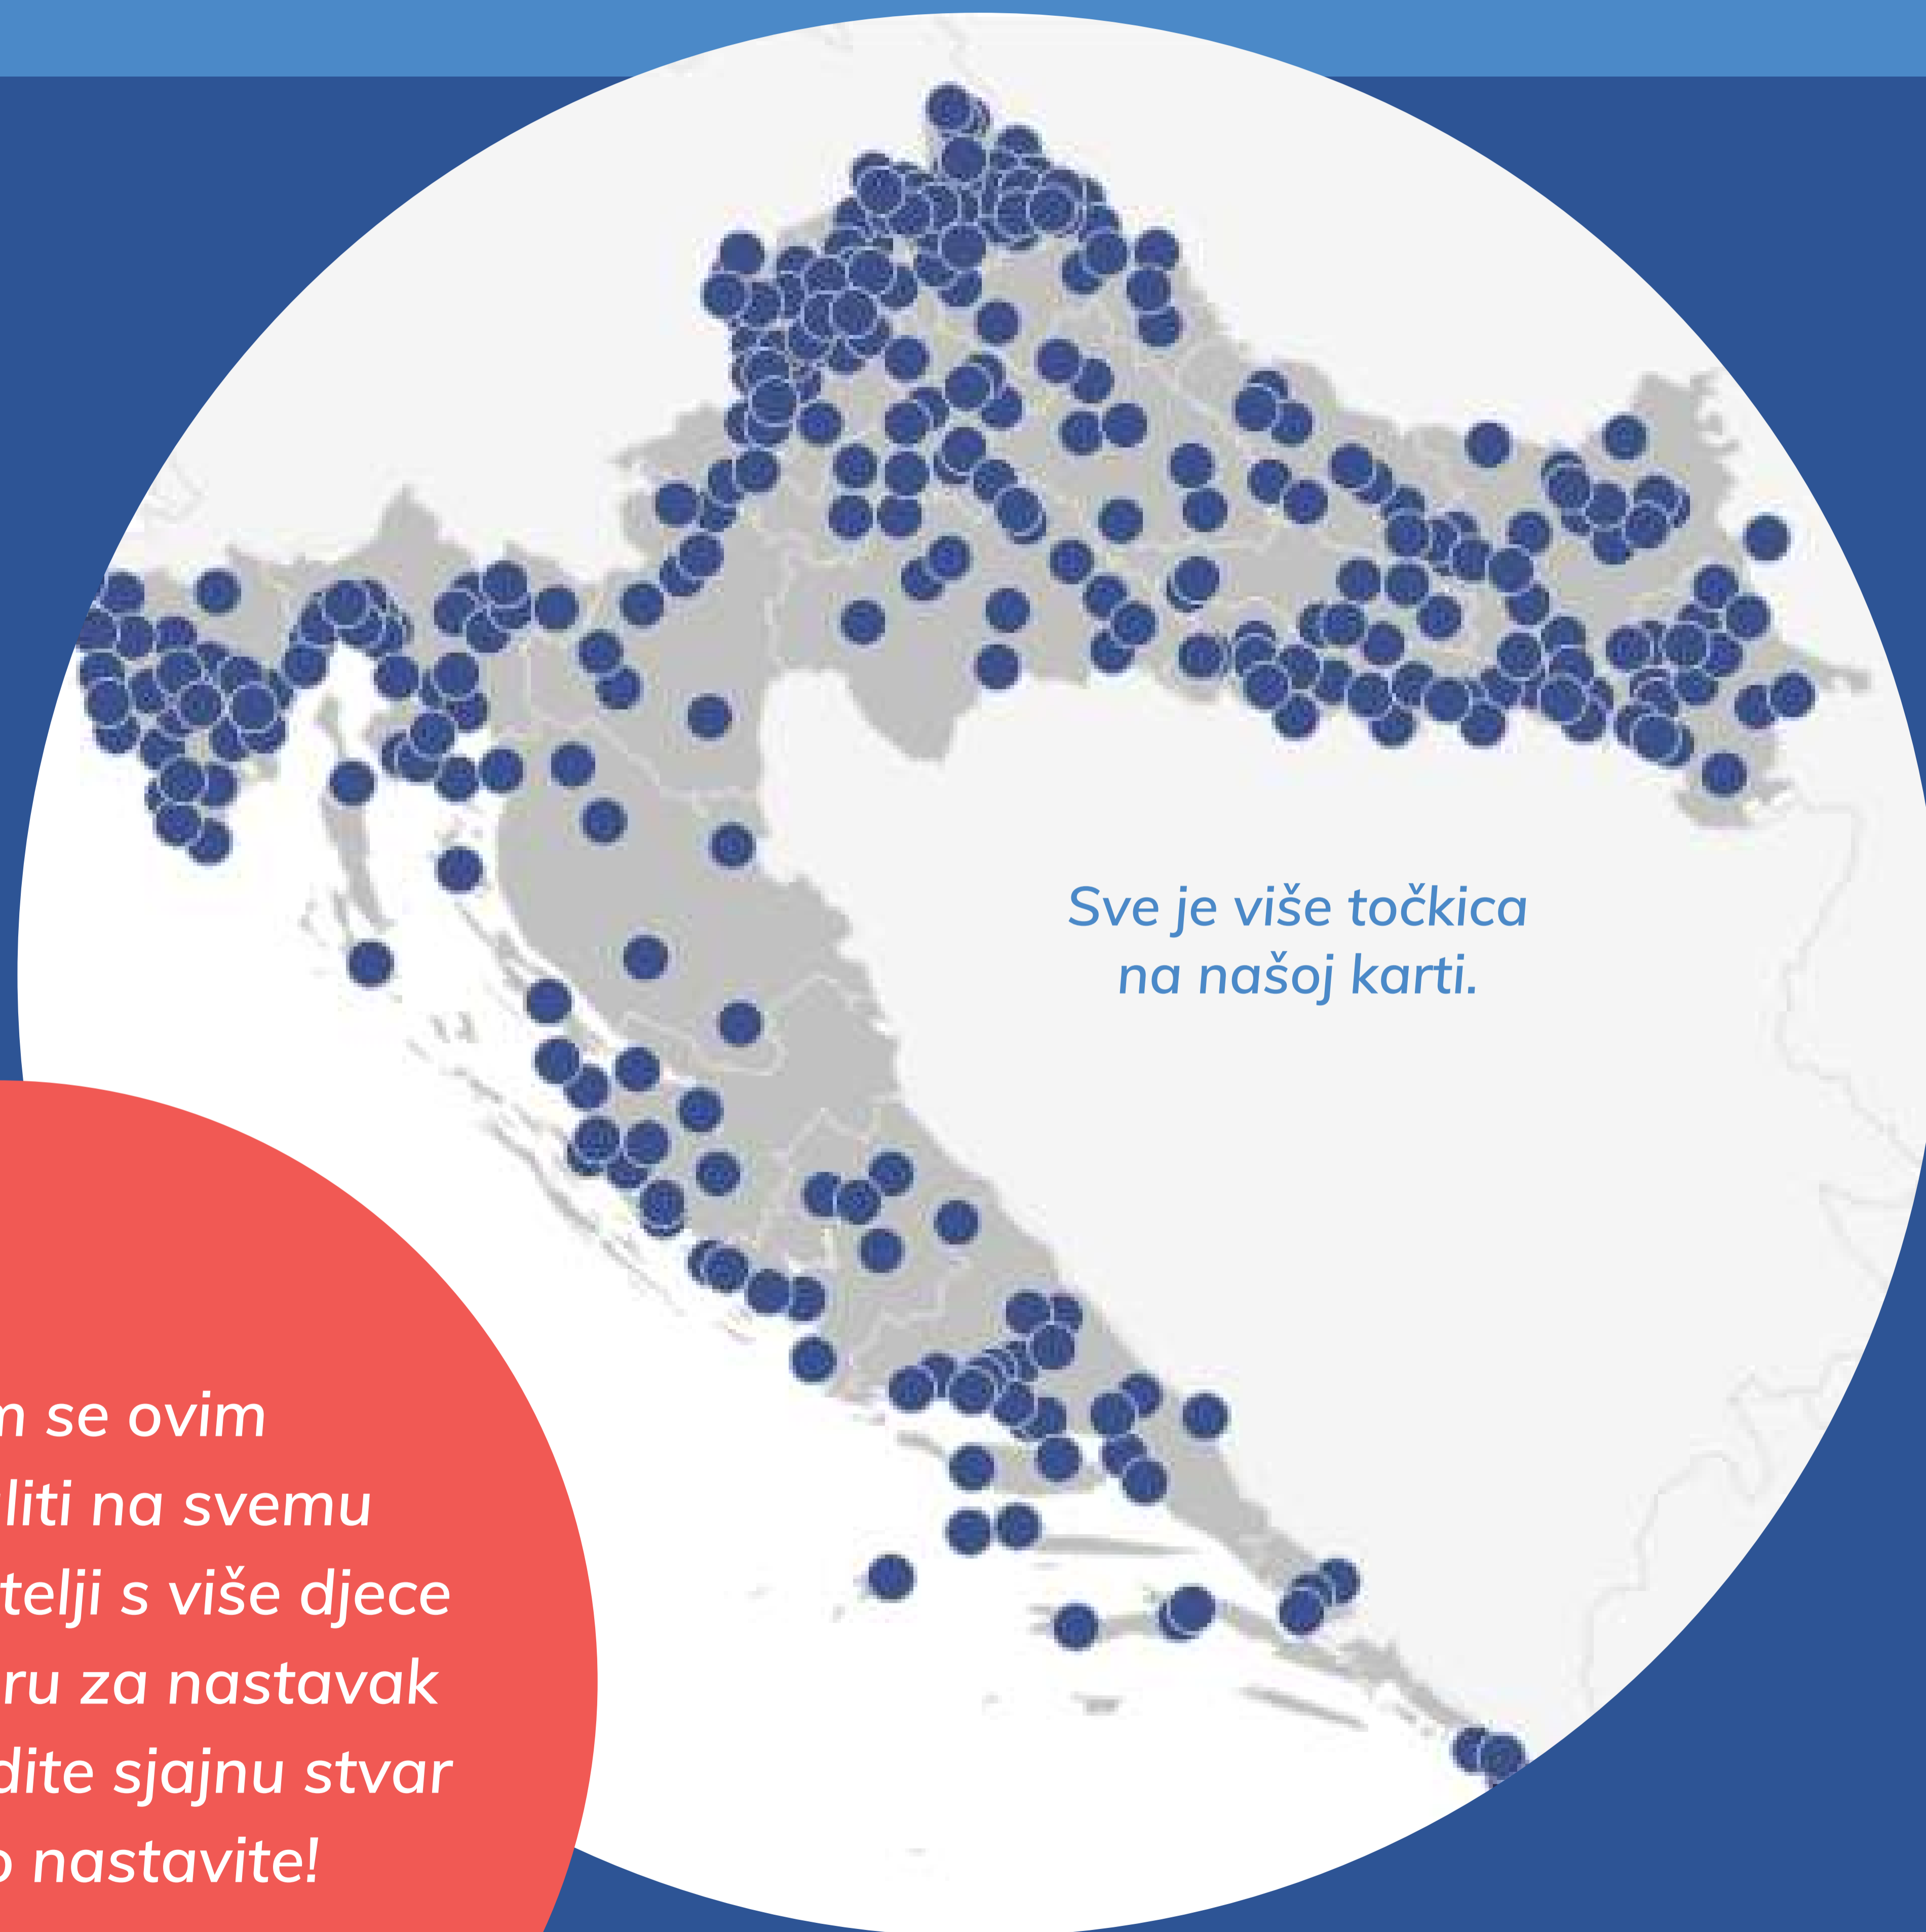 Sve je više točkica
na našoj karti.
m se ovim
liti na svemu
telji s više djece
ru za nastavak
dite sjajnu stvar
o nastavite!